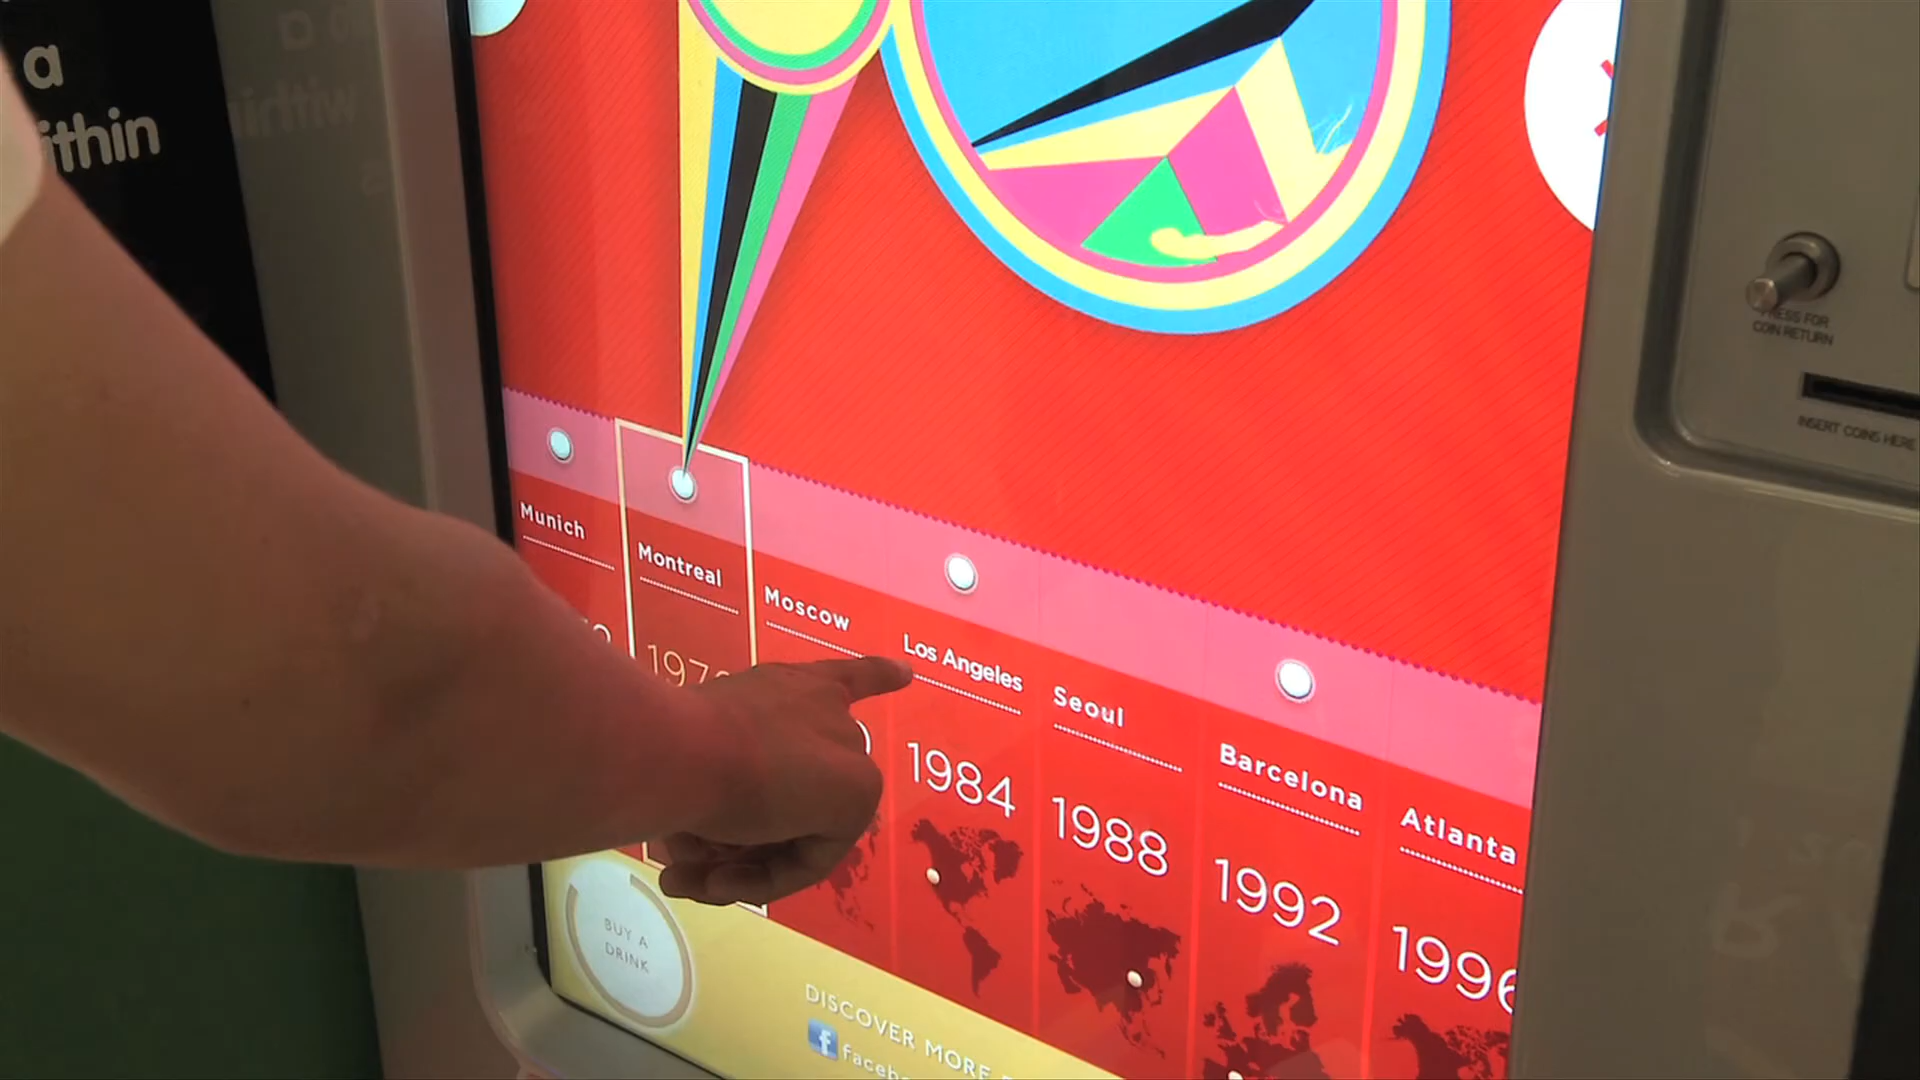 a
ithin
PRESS FOR
COIN RETURN
INSERT COINS HERE
Munich
Montreal
Moscow
Los Angeles
Seoul
Barcelona
Atlanta
1984
1988
1992
1996
BUY A
DRINK
DISCOVER MORE
f